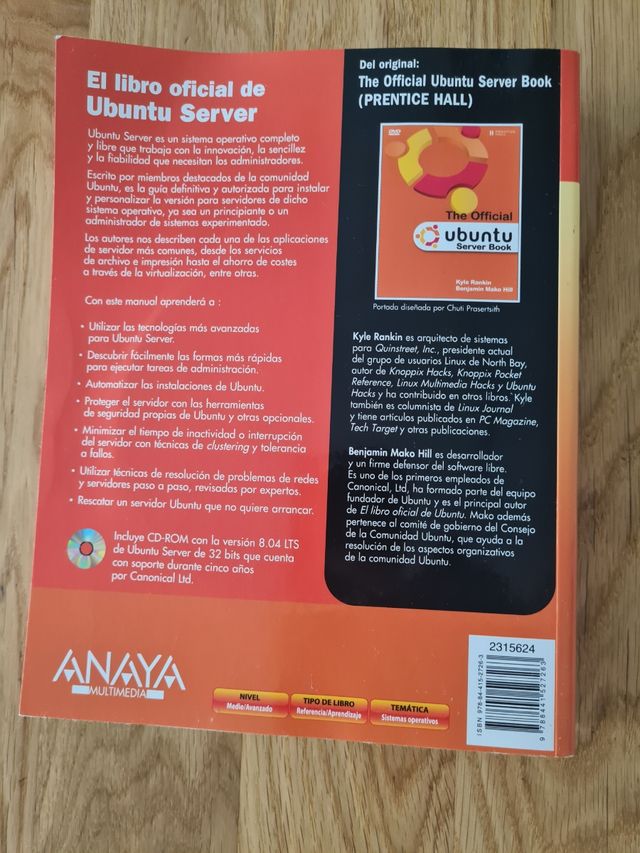 El libro oficial de
Ubuntu Server
Ubuntu Server es un sistema operativo completo
y libre que trabaja con la innovación, la sencillez
y la fiabilidad que necesitan los administradores.
Escrito por miembros destacados de la comunidad
Ubuntu, es la guía definitiva y autorizada para instalar
y personalizar la versión para servidores de dicho
sistema operativo, ya sea un principiante o un
administrador de sistemas experimentado.
Los autores nos describen cada una de las aplicaciones
de servidor más comunes, desde los servicios
de archivo e impresión hasta el ahorro de costes
a través de la virtualización, entre otras.
Con este manual aprenderá a :
• Utilizar las tecnologías más avanzadas
para Ubuntu Server.
• Descubrir fácilmente las formas más rápidas
para ejecutar tareas de administración.
• Automatizar las instalaciones de Ubuntu.
• Proteger el servidor con las herramientas
de seguridad propias de Ubuntu y otras opcionales.
• Minimizar el tiempo de inactividad o interrupción
del servidor con técnicas de clustering y tolerancia
a fallos.
• Utilizar técnicas de resolución de problemas de redes
y servidores paso a paso, revisadas por expertos.
• Rescatar un servidor Ubuntu que no quiere arrancar.
Incluye CD-ROM con la versión 8.04 LTS
de Ubuntu Server de 32 bits que cuenta
con soporte durante cinco años
por Canonical Ltd.
Del original:
The Official Ubuntu Server Book
(PRENTICE HALL)
DVD
The Official
ubuntu
Server Book
Kyle Rankin
Benjamin Mako Hill
Portada diseñada por Chuti Prasertsith
Kyle Rankin es arquitecto de sistemas
para Quinstreet, Inc., presidente actual
del grupo de usuarios Linux de North Bay,
autor de Knoppix Hacks, Knoppix Pocket
Reference, Linux Multimedia Hacks y Ubuntu
Hacks y ha contribuido en otros libros. Kyle
también es columnista de Linux Journal
y tiene artículos publicados en PC Magazine,
Tech Target y otras publicaciones.
Benjamin Mako Hill es desarrollador
y un firme defensor del software libre.
Es uno de los primeros empleados de
Canonical, Ltd, ha formado parte del equipo
fundador de Ubuntu y es el principal autor
de El libro oficial de Ubuntu. Mako además
pertenece al comité de gobierno del Consejo
de la Comunidad Ubuntu, que ayuda a la
resolución de los aspectos organizativos
de la comunidad Ubuntu.
ANAYA
MULTIMEDIA
NIVEL
Medio/Avanzado
TIPO DE LIBRO
Referencia/Aprendizaje
TEMÁTICA
Sistemas operativos
2315624
ISBN 978-84-415-2726-3
9 788441 527263